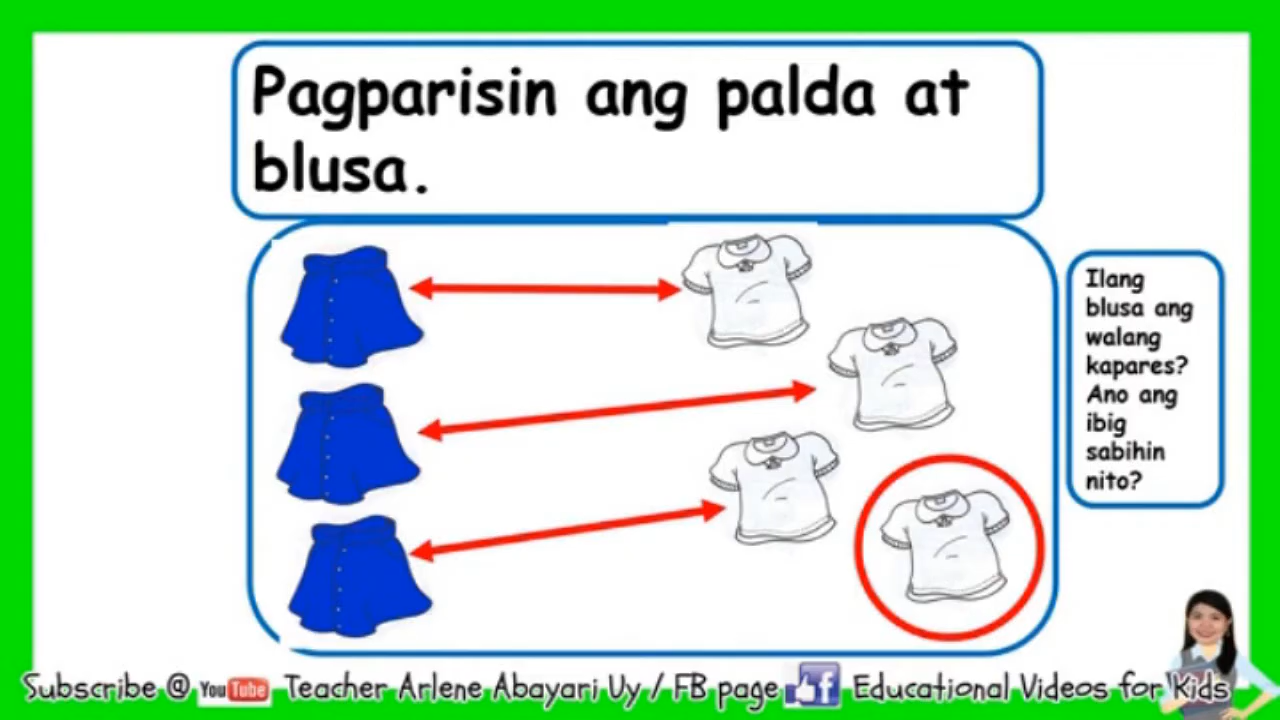 Pagparisin ang palda at
blusa.
Ilang
blusa ang
walang
kapares?
Ano ang
ibig
sabihin
nito?
Subscribe @ YouTube Teacher Arlene Abayari Uy / FB page f Educational Videos for Kids